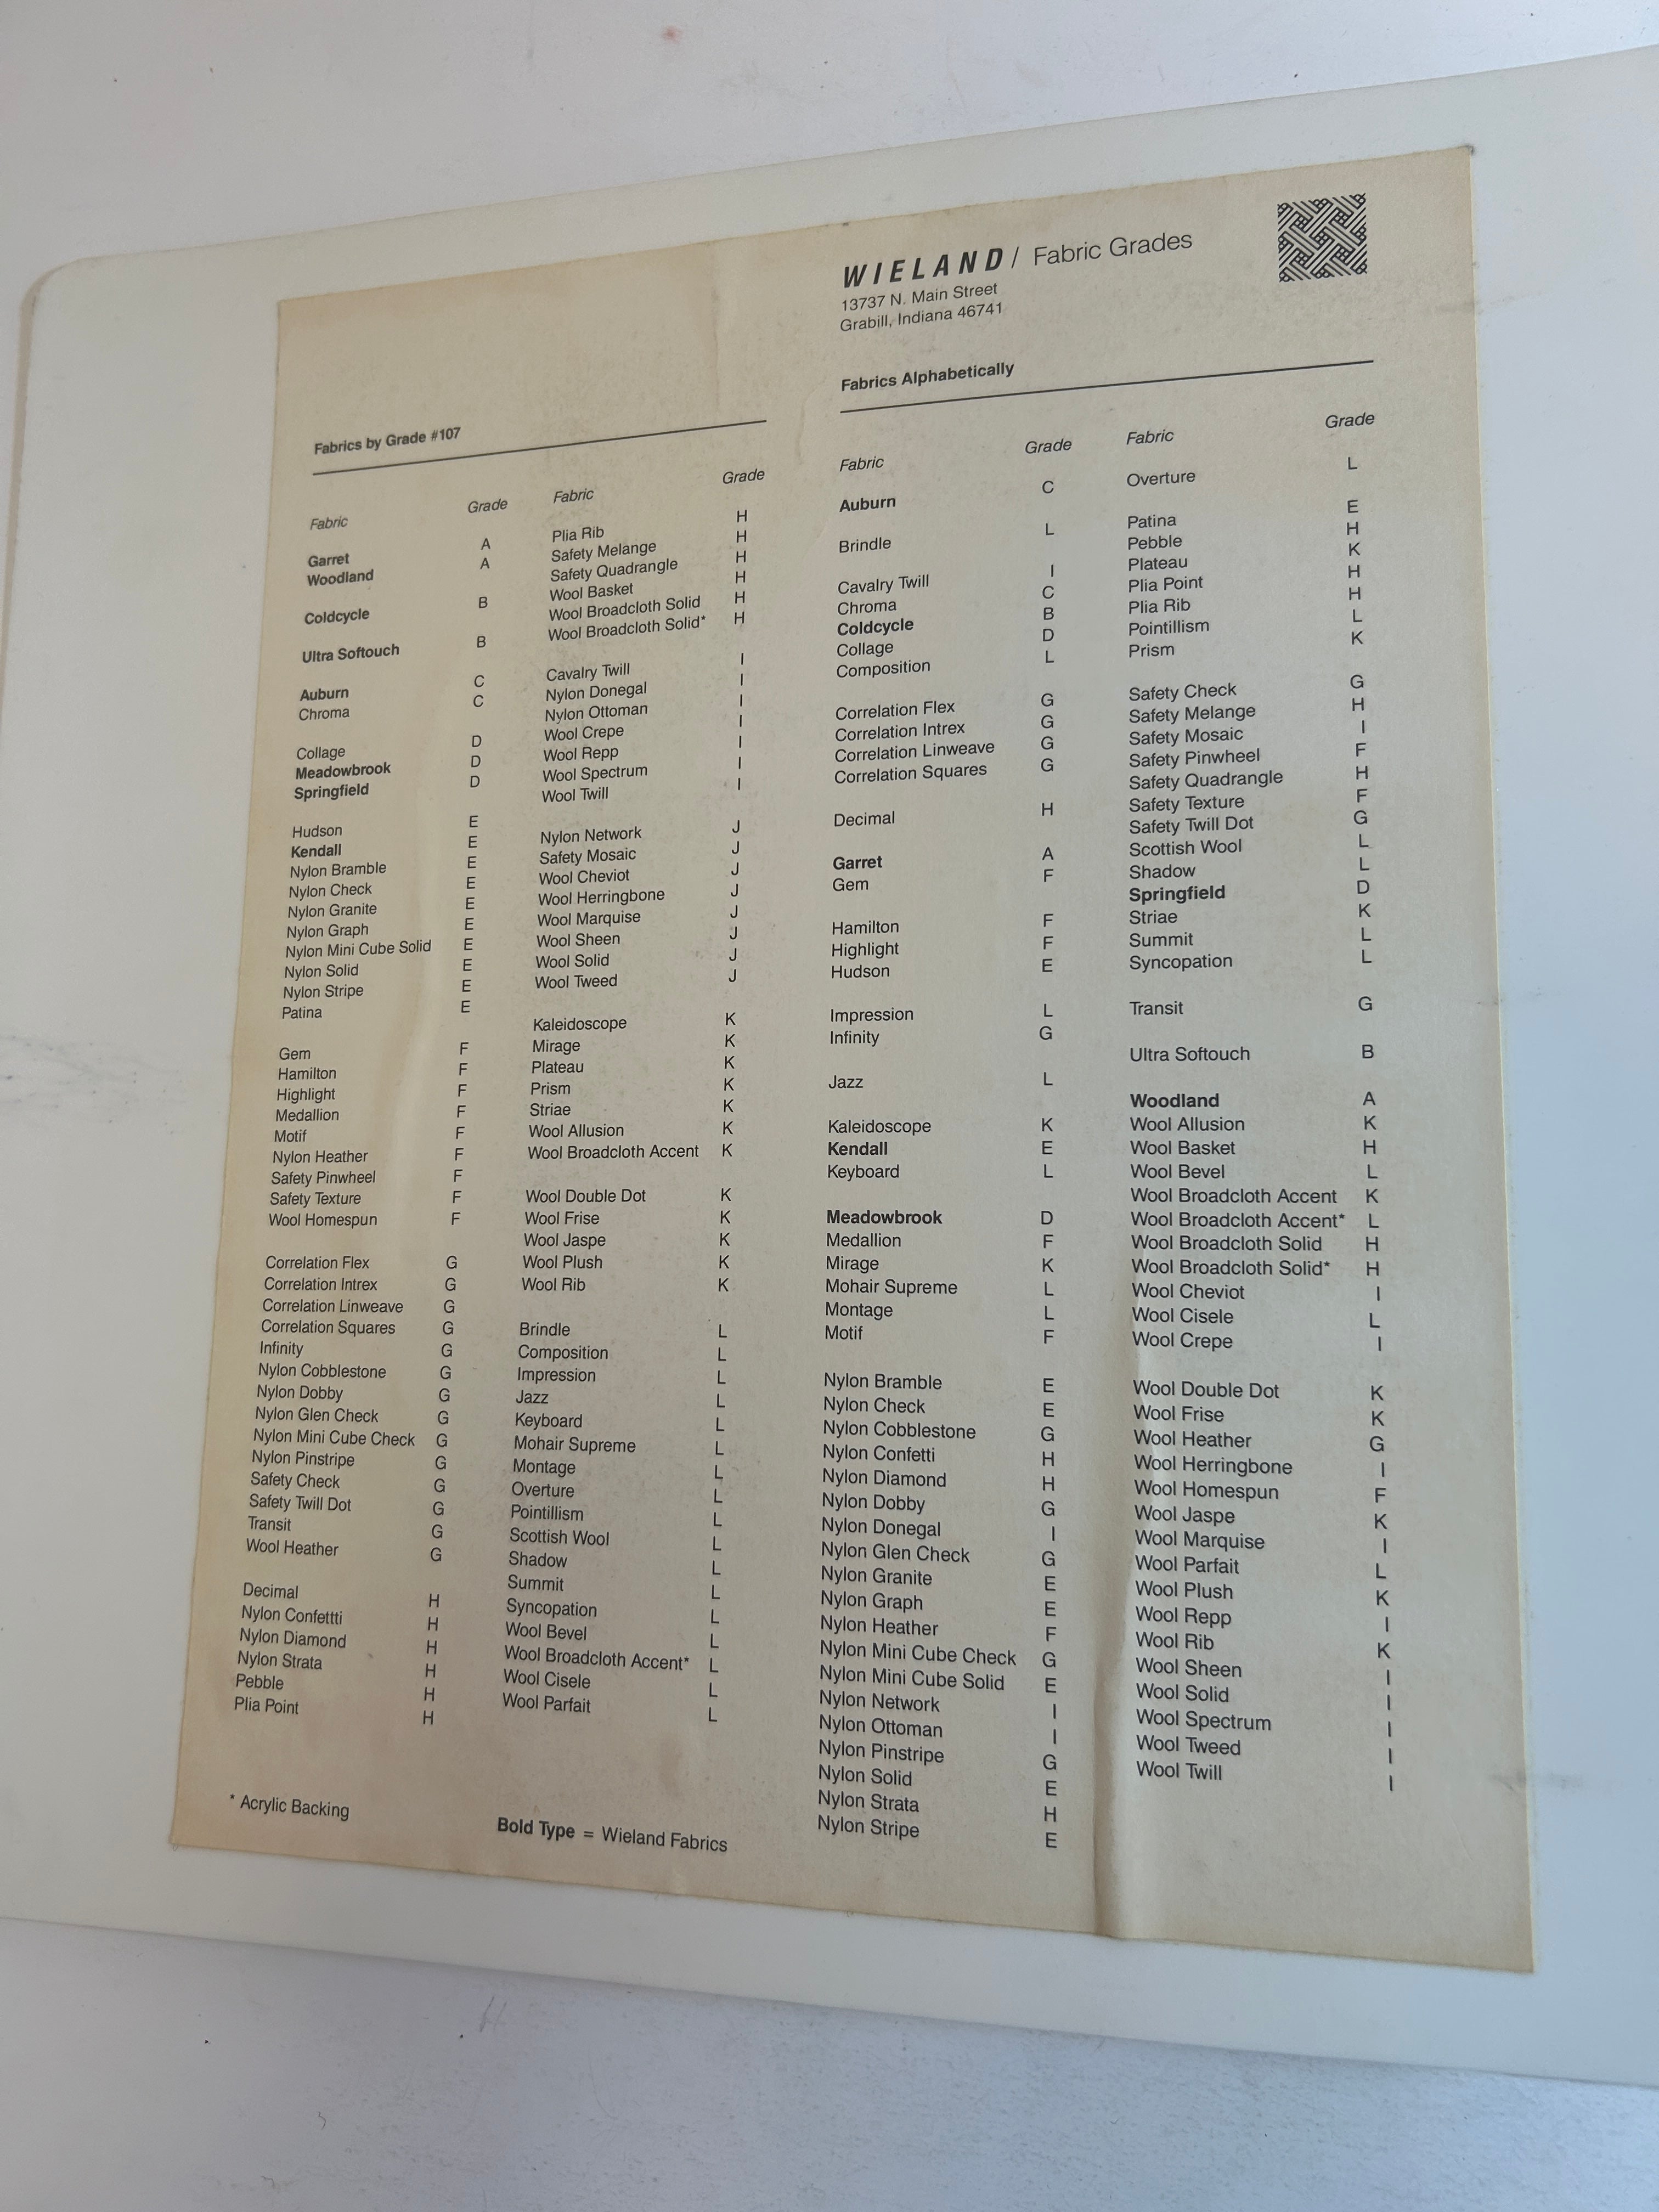 WIELAND / Fabric Grades
13737 N. Main Street
Grabill, Indiana 46741
Fabrics by Grade #107
Fabric Grade
Garret A
Woodland A
Coldcycle B
Ultra Softouch B
Auburn C
Chroma C
Collage D
Meadowbrook D
Springfield D
Hudson E
Kendall E
Nylon Bramble E
Nylon Check E
Nylon Granite E
Nylon Graph E
Nylon Mini Cube Solid E
Nylon Solid E
Nylon Stripe E
Patina E
Gem F
Hamilton F
Highlight F
Medallion F
Motif F
Nylon Heather F
Safety Pinwheel F
Safety Texture F
Wool Homespun F
Correlation Flex G
Correlation Intrex G
Correlation Linweave G
Correlation Squares G
Infinity G
Nylon Cobblestone G
Nylon Dobby G
Nylon Glen Check G
Nylon Mini Cube Check G
Nylon Pinstripe G
Safety Check G
Safety Twill Dot G
Transit G
Wool Heather G
Decimal H
Nylon Confettti H
Nylon Diamond H
Nylon Strata H
Pebble H
Plia Point H
Fabric Grade
Plia Rib H
Safety Melange H
Safety Quadrangle H
Wool Basket H
Wool Broadcloth Solid H
Wool Broadcloth Solid* H
Cavalry Twill I
Nylon Donegal I
Nylon Ottoman I
Wool Crepe I
Wool Repp I
Wool Spectrum I
Wool Twill I
Nylon Network J
Safety Mosaic J
Wool Cheviot J
Wool Herringbone J
Wool Marquise J
Wool Sheen J
Wool Solid J
Wool Tweed J
Kaleidoscope K
Mirage K
Plateau K
Prism K
Striae K
Wool Allusion K
Wool Broadcloth Accent K
Wool Double Dot K
Wool Frise K
Wool Jaspe K
Wool Plush K
Wool Rib K
Brindle L
Composition L
Impression L
Jazz L
Keyboard L
Mohair Supreme L
Montage L
Overture L
Pointillism L
Scottish Wool L
Shadow L
Summit L
Syncopation L
Wool Bevel L
Wool Broadcloth Accent* L
Wool Cisele L
Wool Parfait L
* Acrylic Backing
Bold Type = Wieland Fabrics
Fabrics Alphabetically
Fabric Grade
Auburn C
Brindle L
Cavalry Twill I
Chroma C
Coldcycle B
Collage D
Composition L
Correlation Flex G
Correlation Intrex G
Correlation Linweave G
Correlation Squares G
Decimal H
Garret A
Gem F
Hamilton F
Highlight F
Hudson E
Impression L
Infinity G
Jazz L
Kaleidoscope K
Kendall E
Keyboard L
Meadowbrook D
Medallion F
Mirage K
Mohair Supreme L
Montage L
Motif F
Nylon Bramble E
Nylon Check E
Nylon Cobblestone G
Nylon Confetti H
Nylon Diamond H
Nylon Dobby G
Nylon Donegal I
Nylon Glen Check G
Nylon Granite E
Nylon Graph E
Nylon Heather F
Nylon Mini Cube Check G
Nylon Mini Cube Solid E
Nylon Network I
Nylon Ottoman I
Nylon Pinstripe G
Nylon Solid E
Nylon Strata H
Nylon Stripe E
Fabric Grade
Overture L
Patina E
Pebble H
Plateau K
Plia Point H
Plia Rib H
Pointillism L
Prism K
Safety Check G
Safety Melange H
Safety Mosaic I
Safety Pinwheel F
Safety Quadrangle H
Safety Texture F
Safety Twill Dot G
Scottish Wool L
Shadow L
Springfield D
Striae K
Summit L
Syncopation L
Transit G
Ultra Softouch B
Woodland A
Wool Allusion K
Wool Basket H
Wool Bevel L
Wool Broadcloth Accent K
Wool Broadcloth Accent* L
Wool Broadcloth Solid H
Wool Broadcloth Solid* H
Wool Cheviot I
Wool Cisele L
Wool Crepe I
Wool Double Dot K
Wool Frise K
Wool Heather G
Wool Herringbone I
Wool Homespun F
Wool Jaspe K
Wool Marquise I
Wool Parfait L
Wool Plush K
Wool Repp I
Wool Rib K
Wool Sheen I
Wool Solid I
Wool Spectrum I
Wool Tweed I
Wool Twill I